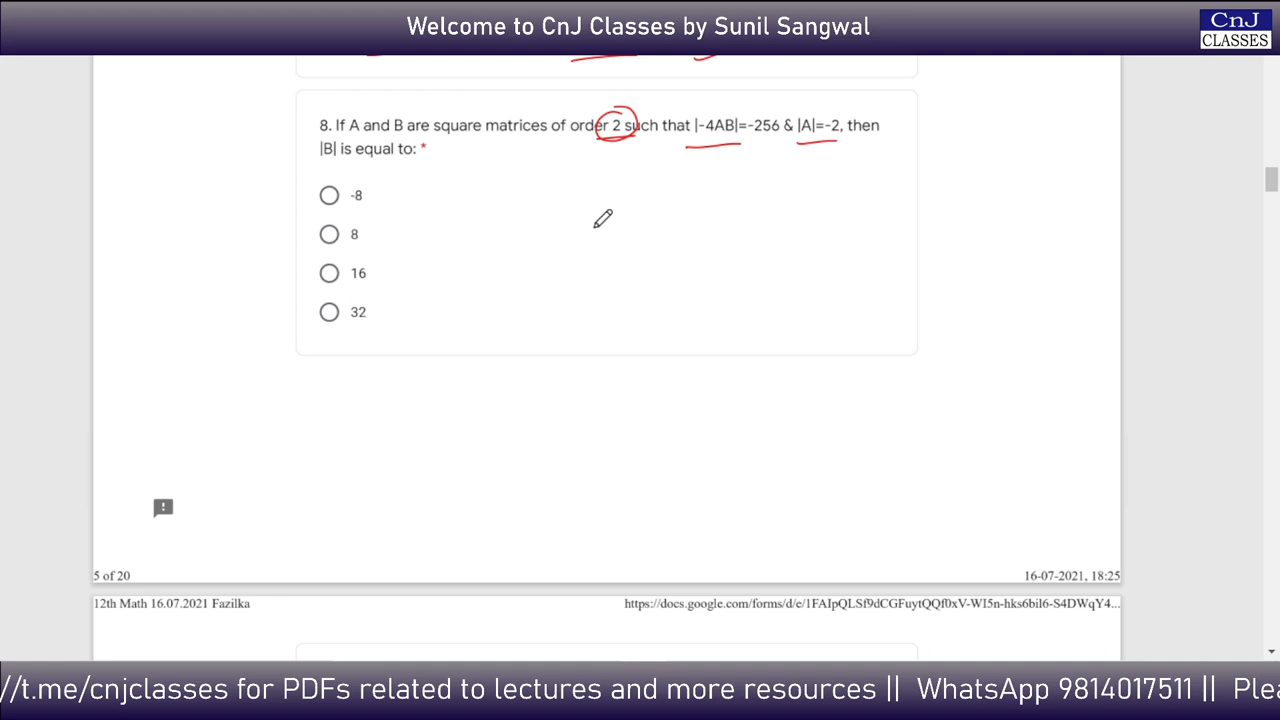 Welcome to CnJ Classes by Sunil Sangwal
CnJ
CLASSES
8. If A and B are square matrices of order 2 such that |-4AB|=-256 & |A|=-2, then
|B| is equal to: *
-8
8
16
32
5 of 20
16-07-2021, 18:25
12th Math 16.07.2021 Fazilka
https://docs.google.com/forms/d/e/1FAIpQLSf9dCGFuytQQf0xV-WI5n-hks6bil6-S4DWqY4...
//t.me/cnjclasses for PDFs related to lectures and more resources || WhatsApp 9814017511 || Plea